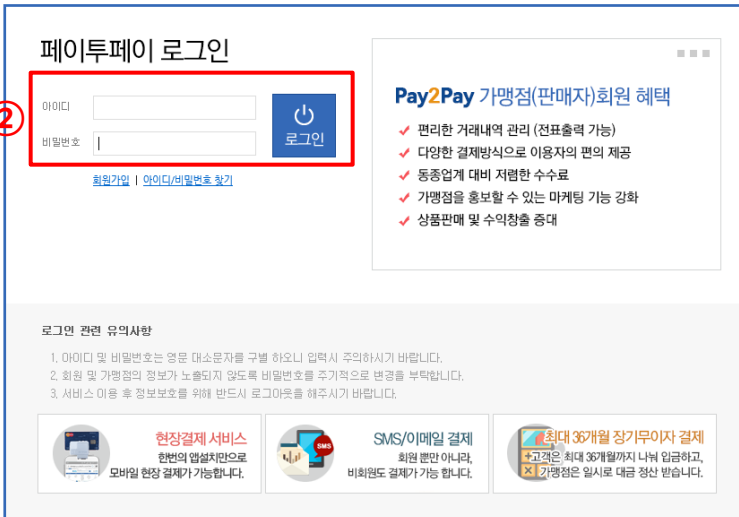 페이투페이 로그인
②
아이디
비밀번호
로그인
회원가입 | 아이디/비밀번호 찾기
Pay2Pay 가맹점(판매자)회원 혜택
편리한 거래내역 관리 (전표출력 가능)
다양한 결제방식으로 이용자의 편의 제공
동종업계 대비 저렴한 수수료
가맹점을 홍보할 수 있는 마케팅 기능 강화
상품판매 및 수익창출 증대
로그인 관련 유의사항
1. 아이디 및 비밀번호는 영문 대소문자를 구별 하오니 입력시 주의하시기 바랍니다.
2. 회원 및 가맹점의 정보가 노출되지 않도록 비밀번호를 주기적으로 변경을 부탁합니다.
3. 서비스 이용 후 정보보호를 위해 반드시 로그아웃을 해주시기 바랍니다.
현장결제 서비스
한번의 앱설치만으로
모바일 현장 결제가 가능합니다.
SMS
SMS/이메일 결제
회원 뿐만 아니라,
비회원도 결제가 가능 합니다.
최대 36개월 장기무이자 결제
고객은 최대 36개월까지 나눠 입금하고,
가맹점은 일시로 대금 정산 받습니다.